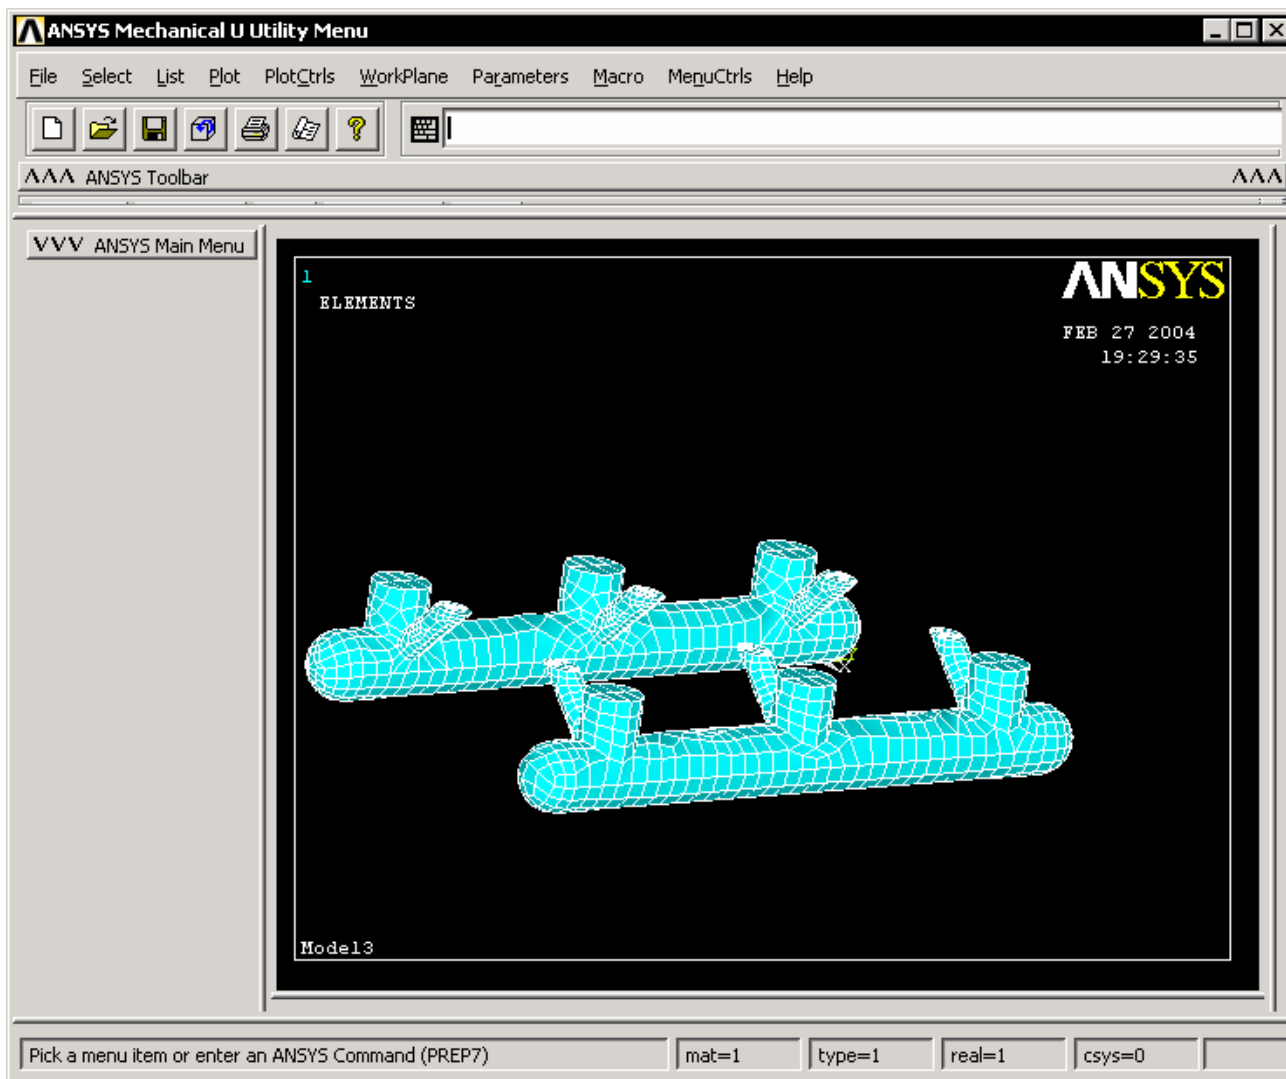 ANSYS Mechanical U Utility Menu
File Select List Plot PlotCtrls WorkPlane Parameters Macro MenuCtrls Help
ANSYS Toolbar
ANSYS Main Menu
1
ELEMENTS
ANSYS
FEB 27 2004
19:29:35
Model3
Pick a menu item or enter an ANSYS Command (PREP7) mat=1 type=1 real=1 csys=0